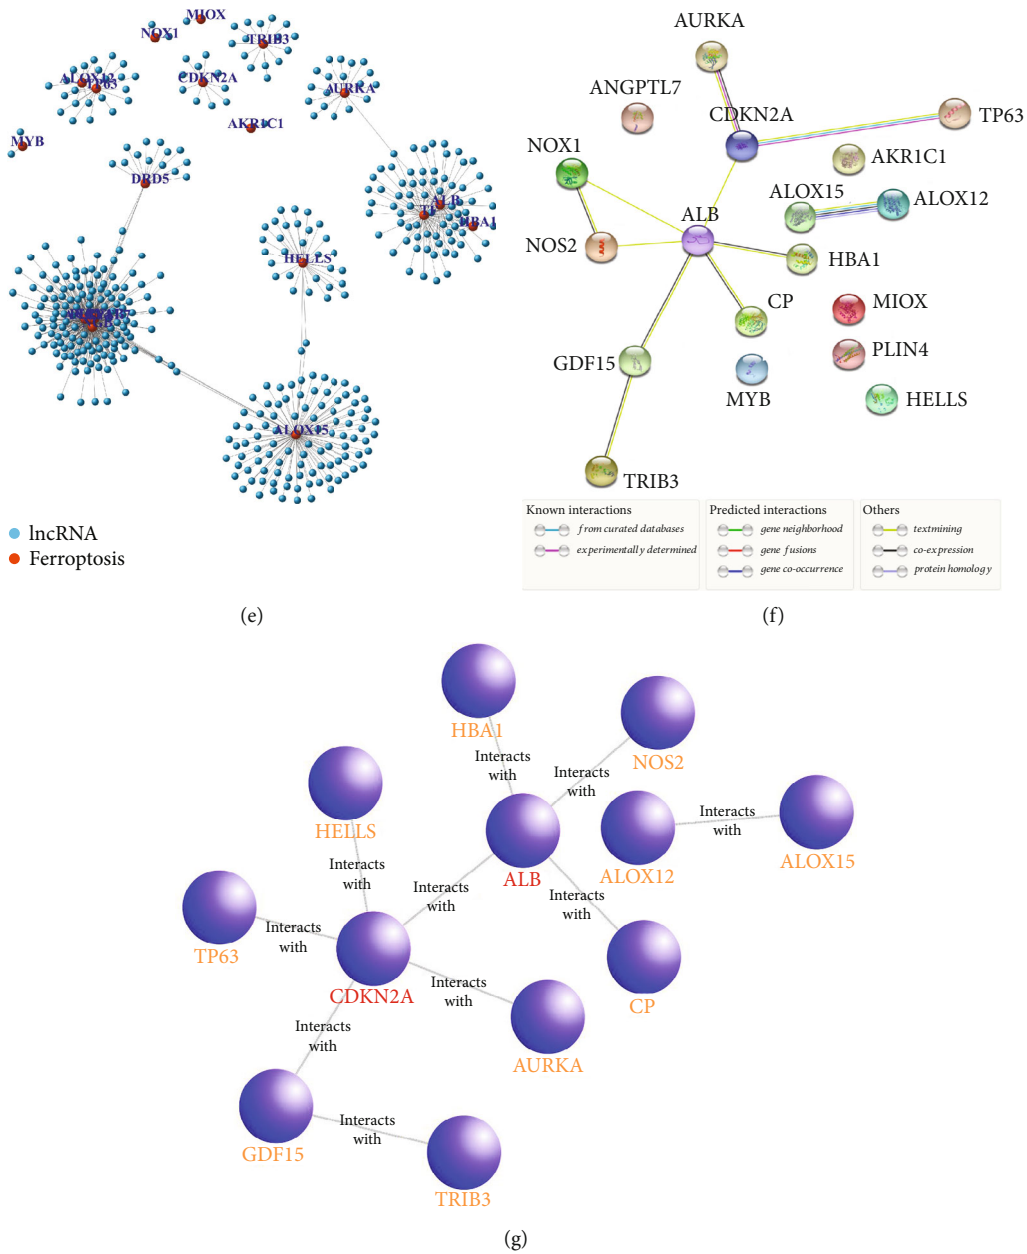 MIOX
NOX1
TRIB3
ALOX12
TP63
CDKN2A
AURKA
AKR1C1
MYB
DRD5
ALB
TF
HBA1
HELLS
ALOX15
lncRNA
Ferroptosis
(e)
AURKA
ANGPTL7
CDKN2A
TP63
NOX1
AKR1C1
ALOX15
ALOX12
ALB
NOS2
HBA1
CP
MIOX
GDF15
PLIN4
MYB
HELLS
TRIB3
Known interactions
from curated databases
experimentally determined
Predicted interactions
gene neighborhood
gene fusions
gene co-occurrence
Others
textmining
co-expression
protein homology
(f)
HBA1
Interacts
with
NOS2
Interacts
with
HELLS
Interacts
with
ALB
ALOX12
Interacts
with
ALOX15
Interacts
with
Interacts
with
TP63
Interacts
with
CDKN2A
CP
Interacts
with
AURKA
Interacts
with
GDF15
Interacts
with
TRIB3
(g)